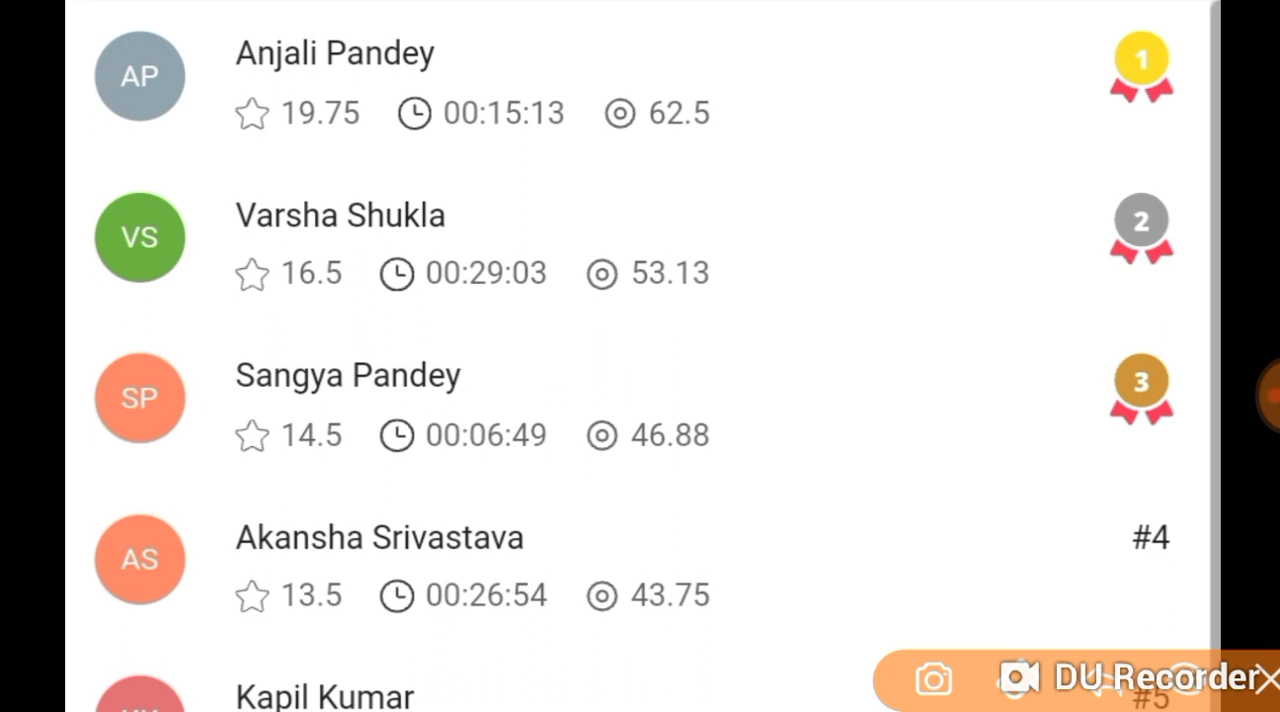 AP
Anjali Pandey
19.75 00:15:13 62.5
1
VS
Varsha Shukla
16.5 00:29:03 53.13
2
SP
Sangya Pandey
14.5 00:06:49 46.88
3
AS
Akansha Srivastava
#4
13.5 00:26:54 43.75
Kapil Kumar
#5
DU Recorder